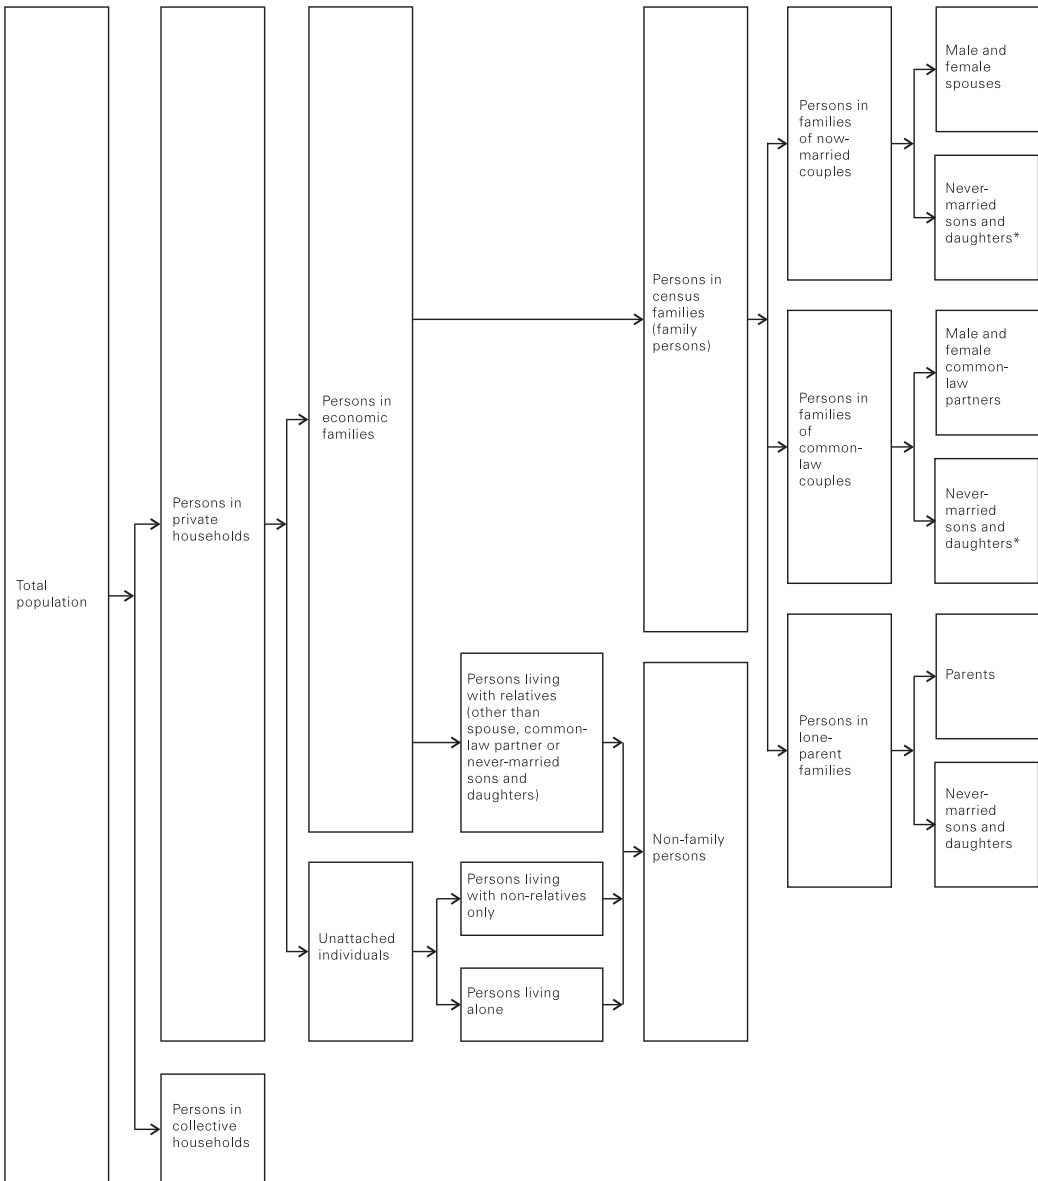 Total
population
Persons in
private
households
Persons in
collective
households
Persons in
economic
families
Unattached
individuals
Persons living
with relatives
(other than
spouse, common-
law partner or
never-married
sons and
daughters)
Persons living
with non-relatives
only
Persons living
alone
Persons in
census
families
(family
persons)
Non-family
persons
Persons in
families
of now-
married
couples
Persons in
families
of
common-
law
couples
Persons in
lone-
parent
families
Male and
female
spouses
Never-
married
sons and
daughters*
Male and
female
common-
law
partners
Never-
married
sons and
daughters*
Parents
Never-
married
sons and
daughters